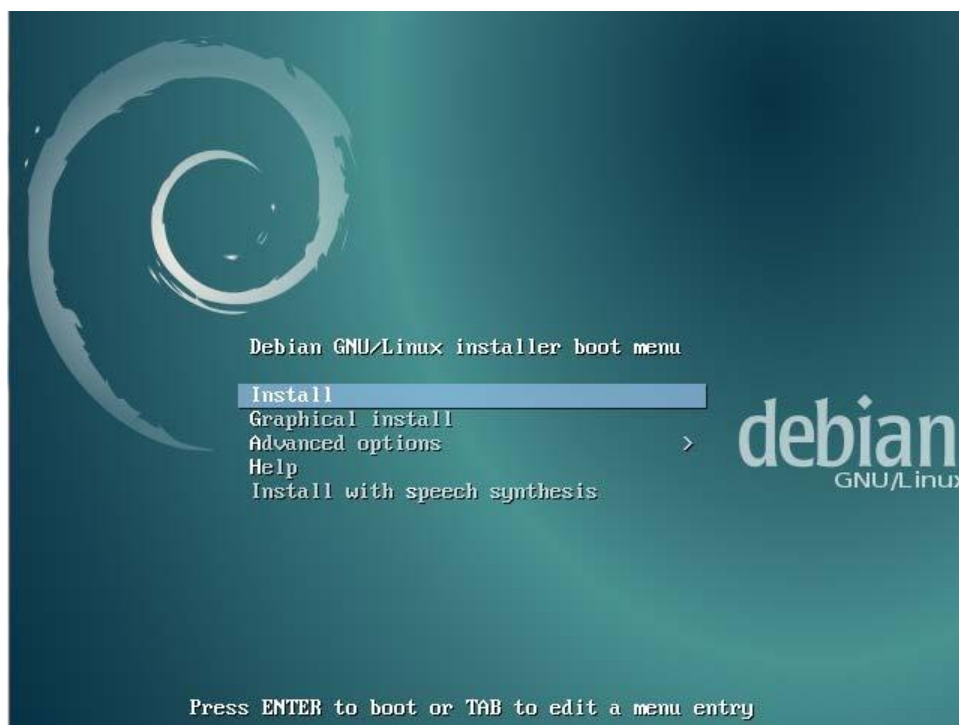 Debian GNU/Linux installer boot menu
Install
Graphical install
Advanced options >
Help
Install with speech synthesis
debian
GNU/Linux
Press ENTER to boot or TAB to edit a menu entry